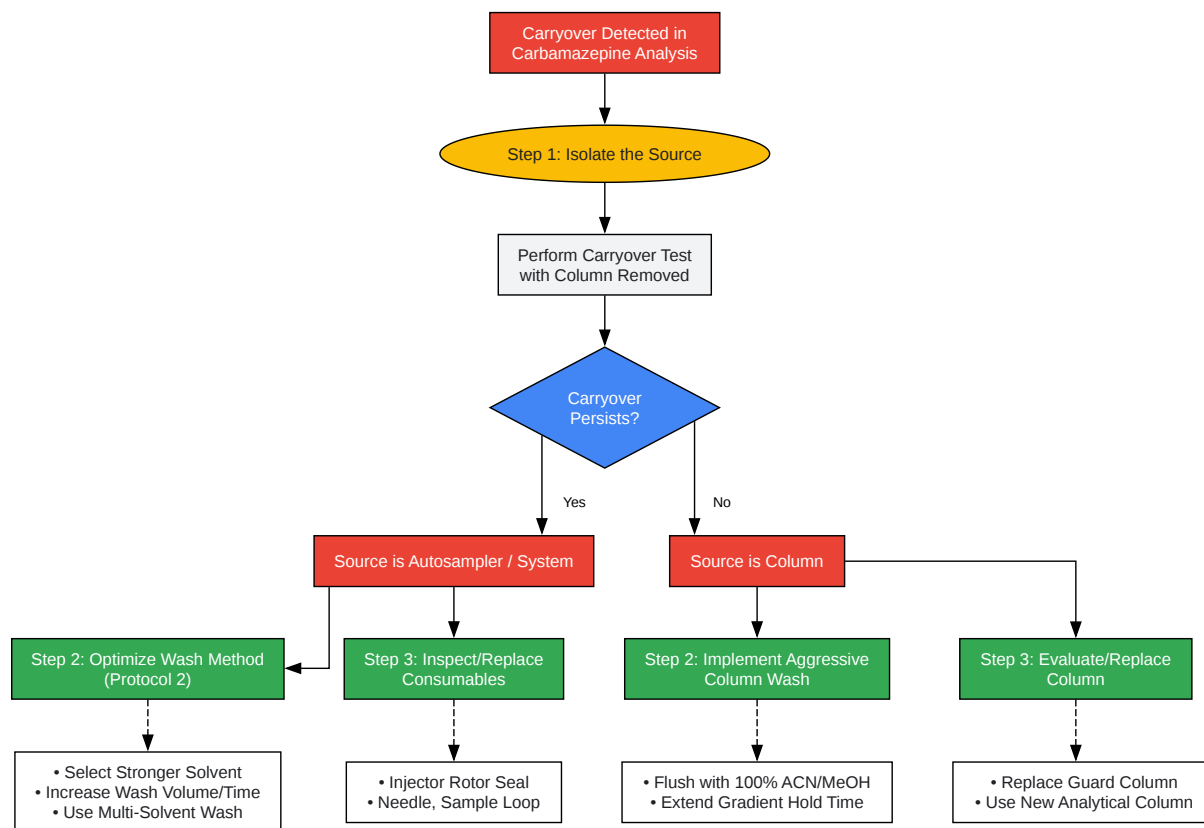 Carryover Detected in
Carbamazepine Analysis
Step 1: Isolate the Source
Perform Carryover Test
with Column Removed
Carryover
Persists?
Yes
No
Source is Autosampler / System
Source is Column
Step 2: Optimize Wash Method
(Protocol 2)
Step 3: Inspect/Replace
Consumables
Step 2: Implement Aggressive
Column Wash
Step 3: Evaluate/Replace
Column
• Select Stronger Solvent
• Increase Wash Volume/Time
• Use Multi-Solvent Wash
• Injector Rotor Seal
• Needle, Sample Loop
• Flush with 100% ACN/MeOH
• Extend Gradient Hold Time
• Replace Guard Column
• Use New Analytical Column